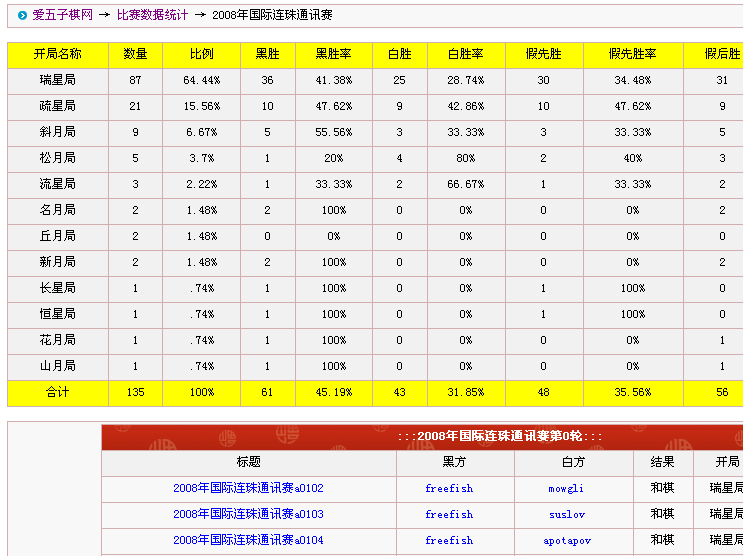 爱五子棋网 → 比赛数据统计 → 2008年国际连珠通讯赛
开局名称 数量 比例 黑胜 黑胜率 白胜 白胜率 假先胜 假先胜率 假后胜
瑞星局 87 64.44% 36 41.38% 25 28.74% 30 34.48% 31
疏星局 21 15.56% 10 47.62% 9 42.86% 10 47.62% 9
斜月局 9 6.67% 5 55.56% 3 33.33% 3 33.33% 5
松月局 5 3.7% 1 20% 4 80% 2 40% 3
流星局 3 2.22% 1 33.33% 2 66.67% 1 33.33% 2
名月局 2 1.48% 2 100% 0 0% 0 0% 2
丘月局 2 1.48% 0 0% 0 0% 0 0% 0
新月局 2 1.48% 2 100% 0 0% 0 0% 2
长星局 1 .74% 1 100% 0 0% 1 100% 0
恒星局 1 .74% 1 100% 0 0% 1 100% 0
花月局 1 .74% 1 100% 0 0% 0 0% 1
山月局 1 .74% 1 100% 0 0% 0 0% 1
合计 135 100% 61 45.19% 43 31.85% 48 35.56% 56
:::2008年国际连珠通讯赛第0轮:::
标题 黑方 白方 结果 开局
2008年国际连珠通讯赛a0102 freefish mowgli 和棋 瑞星局
2008年国际连珠通讯赛a0103 freefish suslov 和棋 瑞星局
2008年国际连珠通讯赛a0104 freefish apotapov 和棋 瑞星局